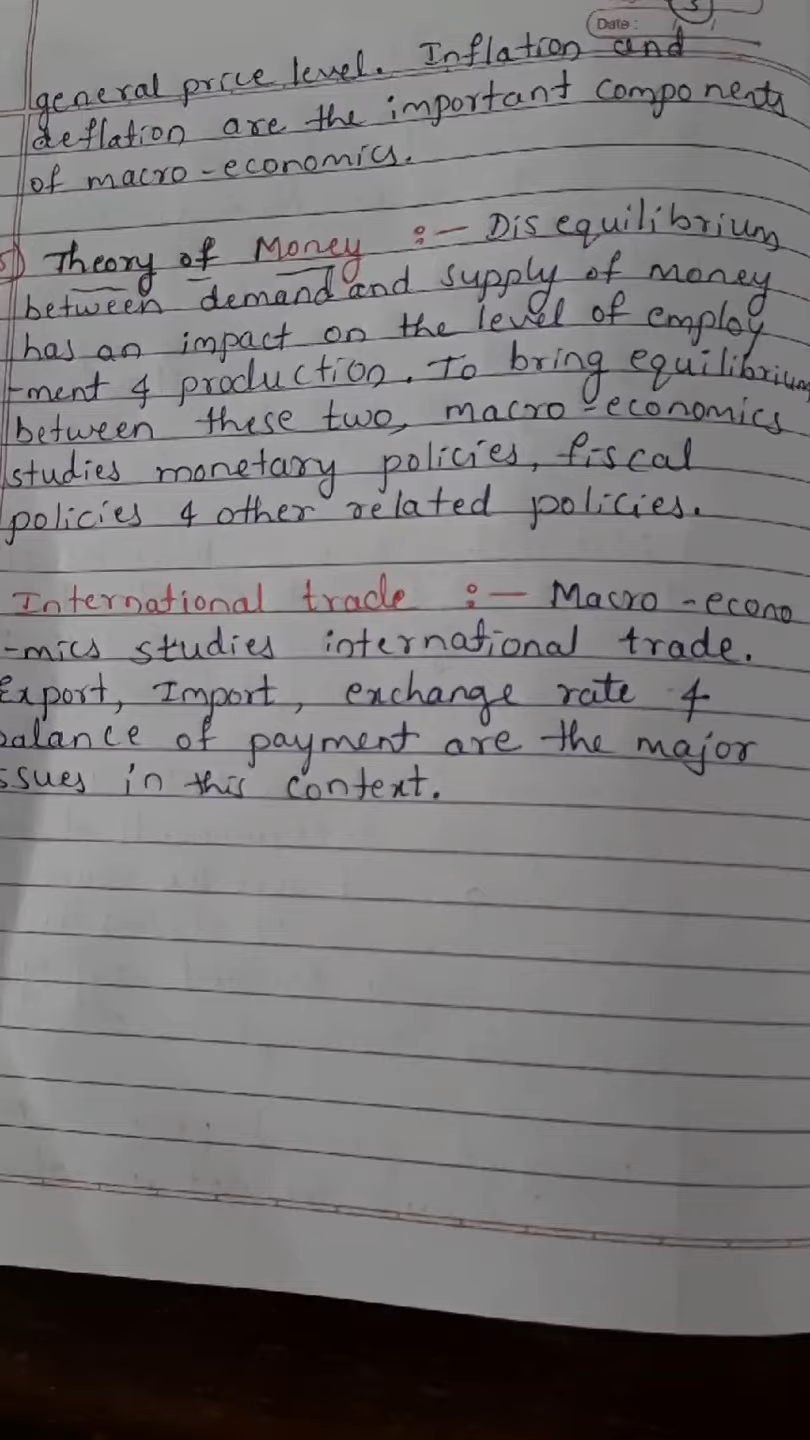 Date:
general price level. Inflation and
deflation are the important components
of macro-economics.
5) Theory of Money :- Disequilibrium
between demand and supply of money
has an impact on the level of employ
-ment & production. To bring equilibrium
between these two, macro-economics
studies monetary policies, fiscal
policies & other related policies.
International trade :- Macro-econo
-mics studies international trade.
Export, Import, exchange rate &
balance of payment are the major
issues in this context.